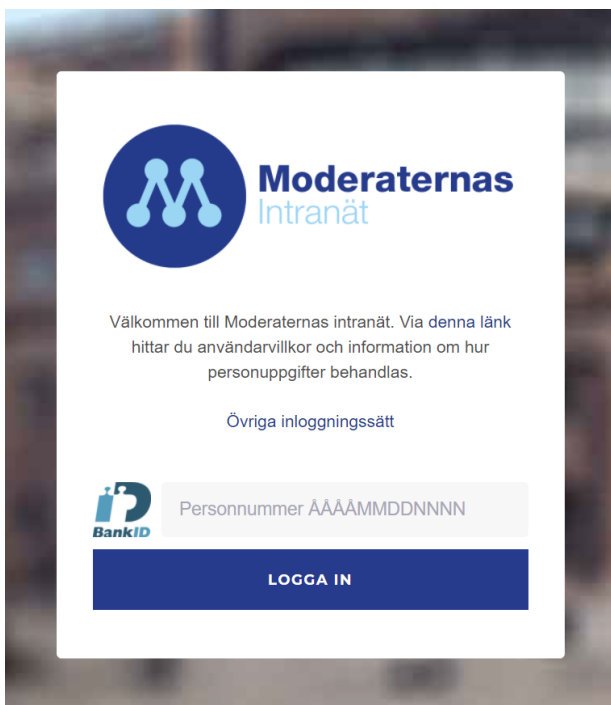 Moderaternas
Intranät
Välkommen till Moderaternas intranät. Via denna länk
hittar du användarvillkor och information om hur
personuppgifter behandlas.
Övriga inloggningssätt
BankID
Personnummer ÅÅÅÅMMDDNNNN
LOGGA IN